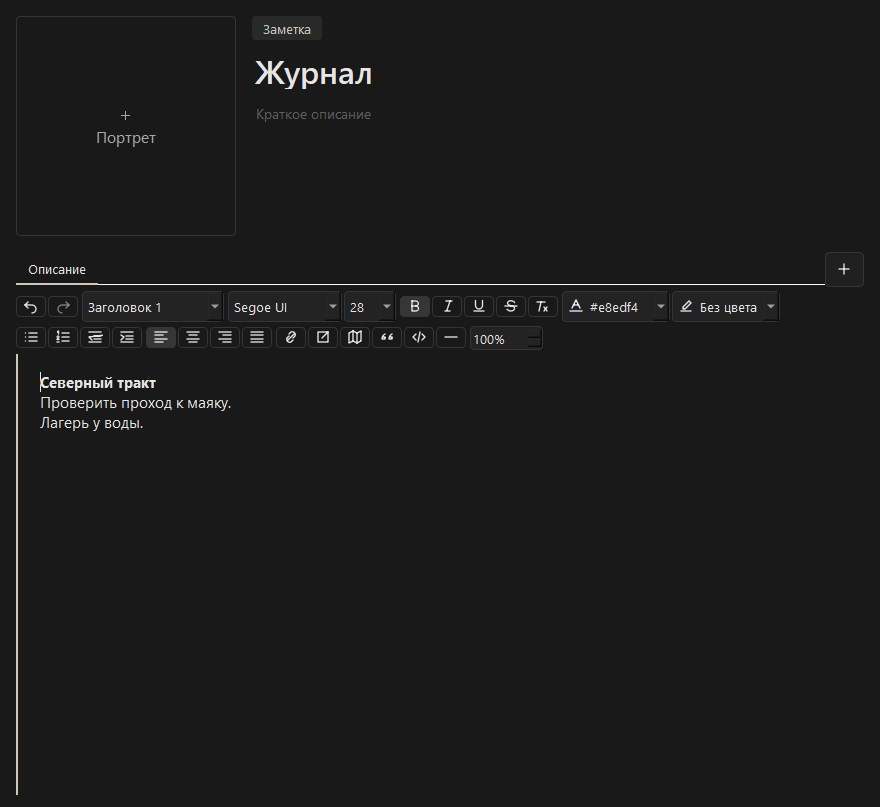 Заметка
Журнал
Краткое описание
+
Портрет
Описание
+
Заголовок 1
Segoe UI
28
B
I
U
S
Tx
A #e8edf4
Без цвета
100%
Северный тракт
Проверить проход к маяку.
Лагерь у воды.